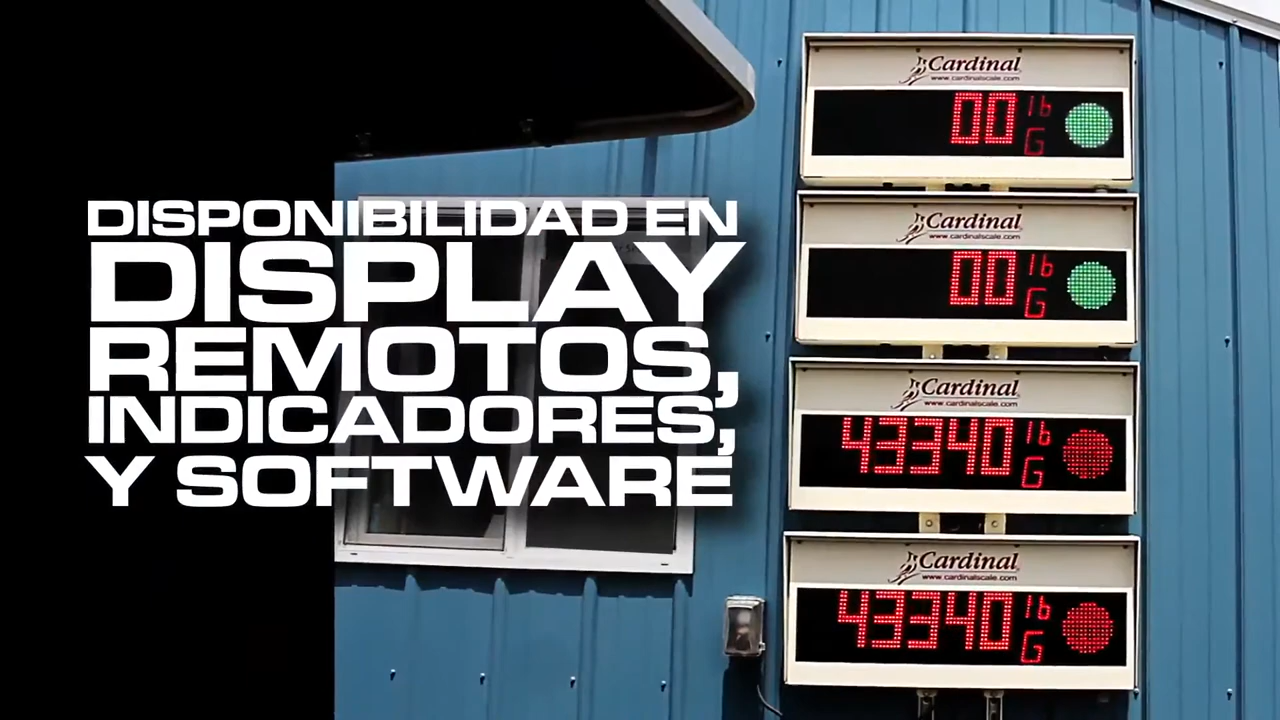 DISPONIBILIDAD EN
DISPLAY
REMOTOS,
INDICADORES,
Y SOFTWARE
Cardinal
www.cardinalscale.com
00 lb
G
Cardinal
www.cardinalscale.com
00 lb
G
Cardinal
www.cardinalscale.com
43340 lb
G
Cardinal
www.cardinalscale.com
43340 lb
G